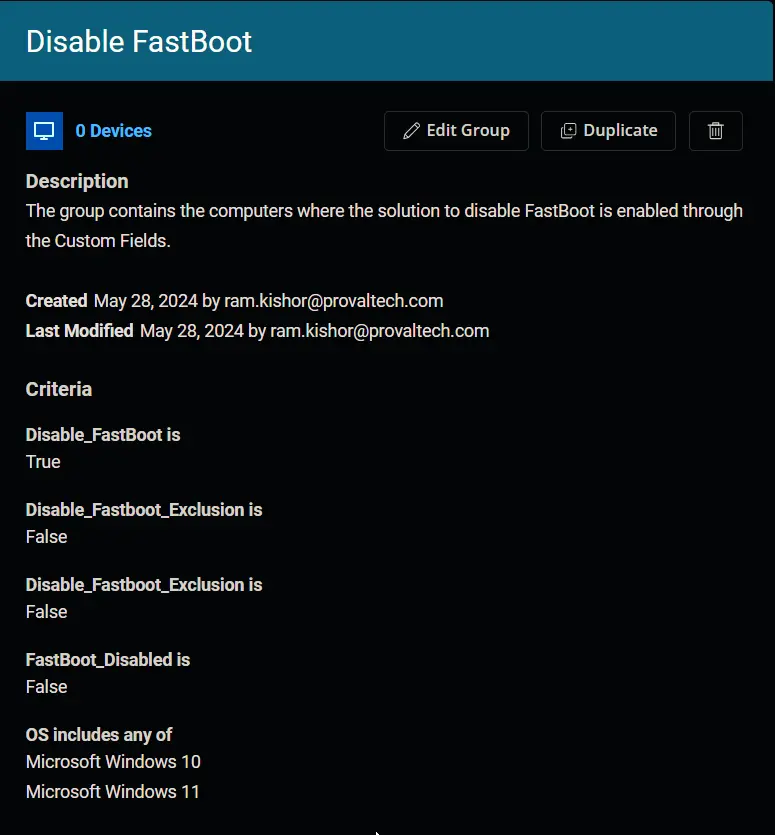 Disable FastBoot
0 Devices
Edit Group
Duplicate
Description
The group contains the computers where the solution to disable FastBoot is enabled through
the Custom Fields.
Created May 28, 2024 by ram.kishor@provaltech.com
Last Modified May 28, 2024 by ram.kishor@provaltech.com
Criteria
Disable_FastBoot is
True
Disable_Fastboot_Exclusion is
False
Disable_Fastboot_Exclusion is
False
FastBoot_Disabled is
False
OS includes any of
Microsoft Windows 10
Microsoft Windows 11